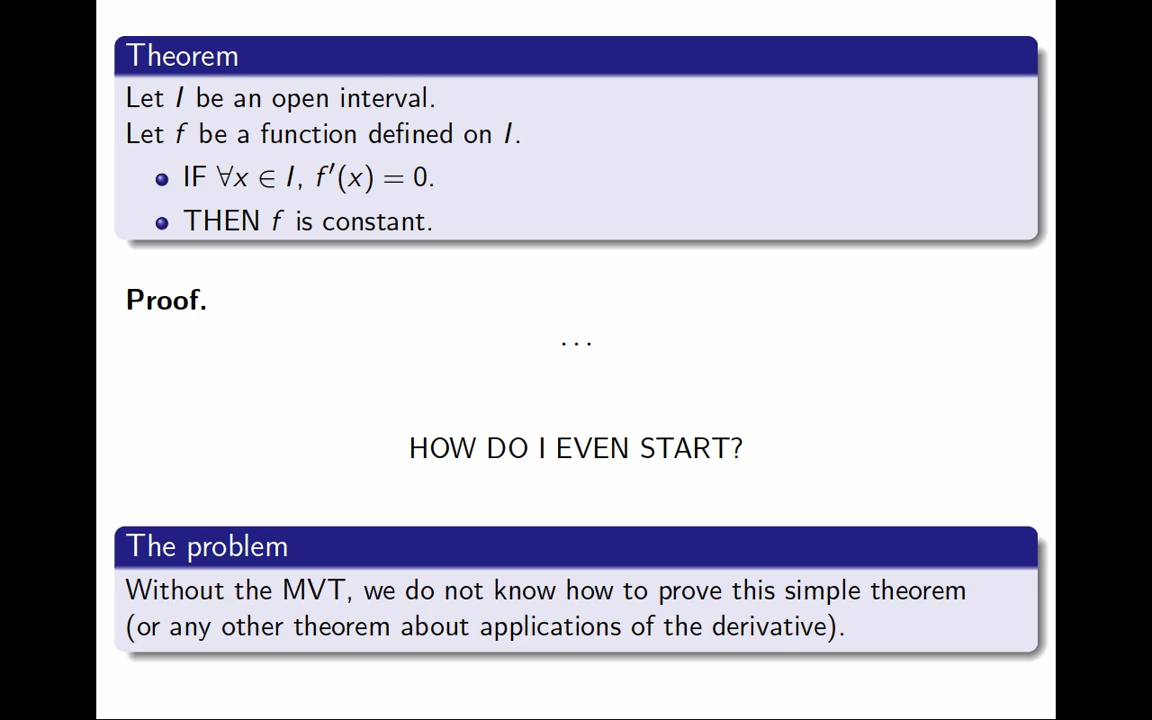 Theorem
Let I be an open interval.
Let f be a function defined on I.
• IF ∀x ∈ I, f′(x) = 0.
• THEN f is constant.
Proof.
...
HOW DO I EVEN START?
The problem
Without the MVT, we do not know how to prove this simple theorem
(or any other theorem about applications of the derivative).